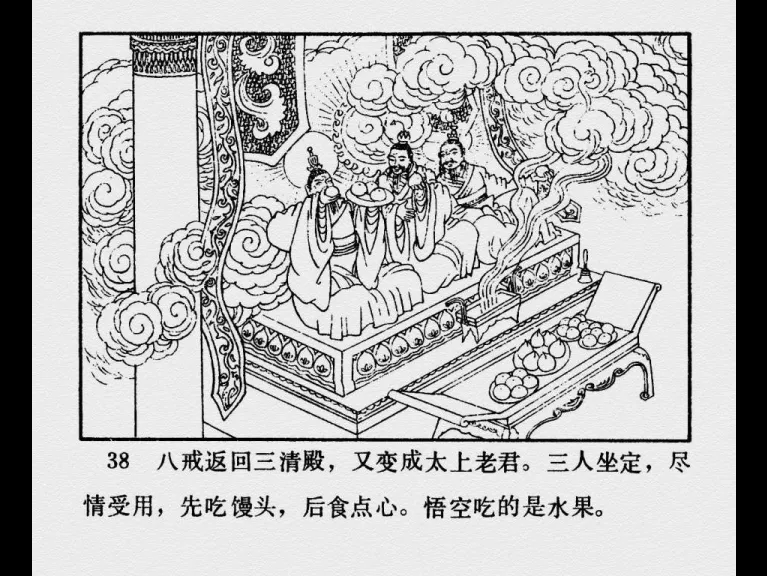 38 八戒返回三清殿，又变成太上老君。三人坐定，尽
情受用，先吃馒头，后食点心。悟空吃的是水果。